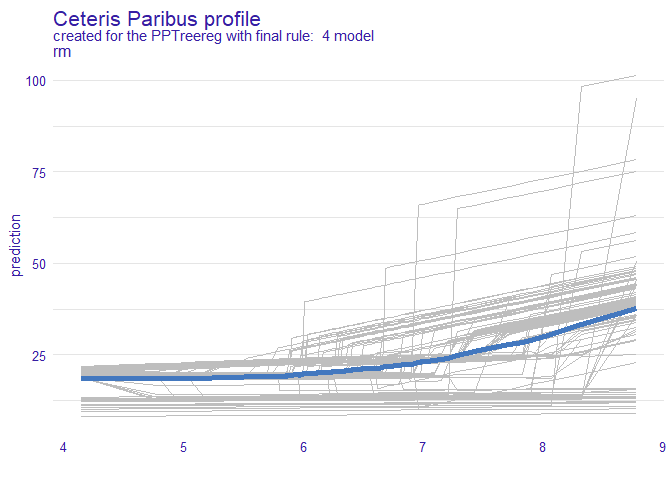 Ceteris Paribus profile
created for the PPTreereg with final rule:  4 model
rm
100
75
50
25
prediction
4 5 6 7 8 9